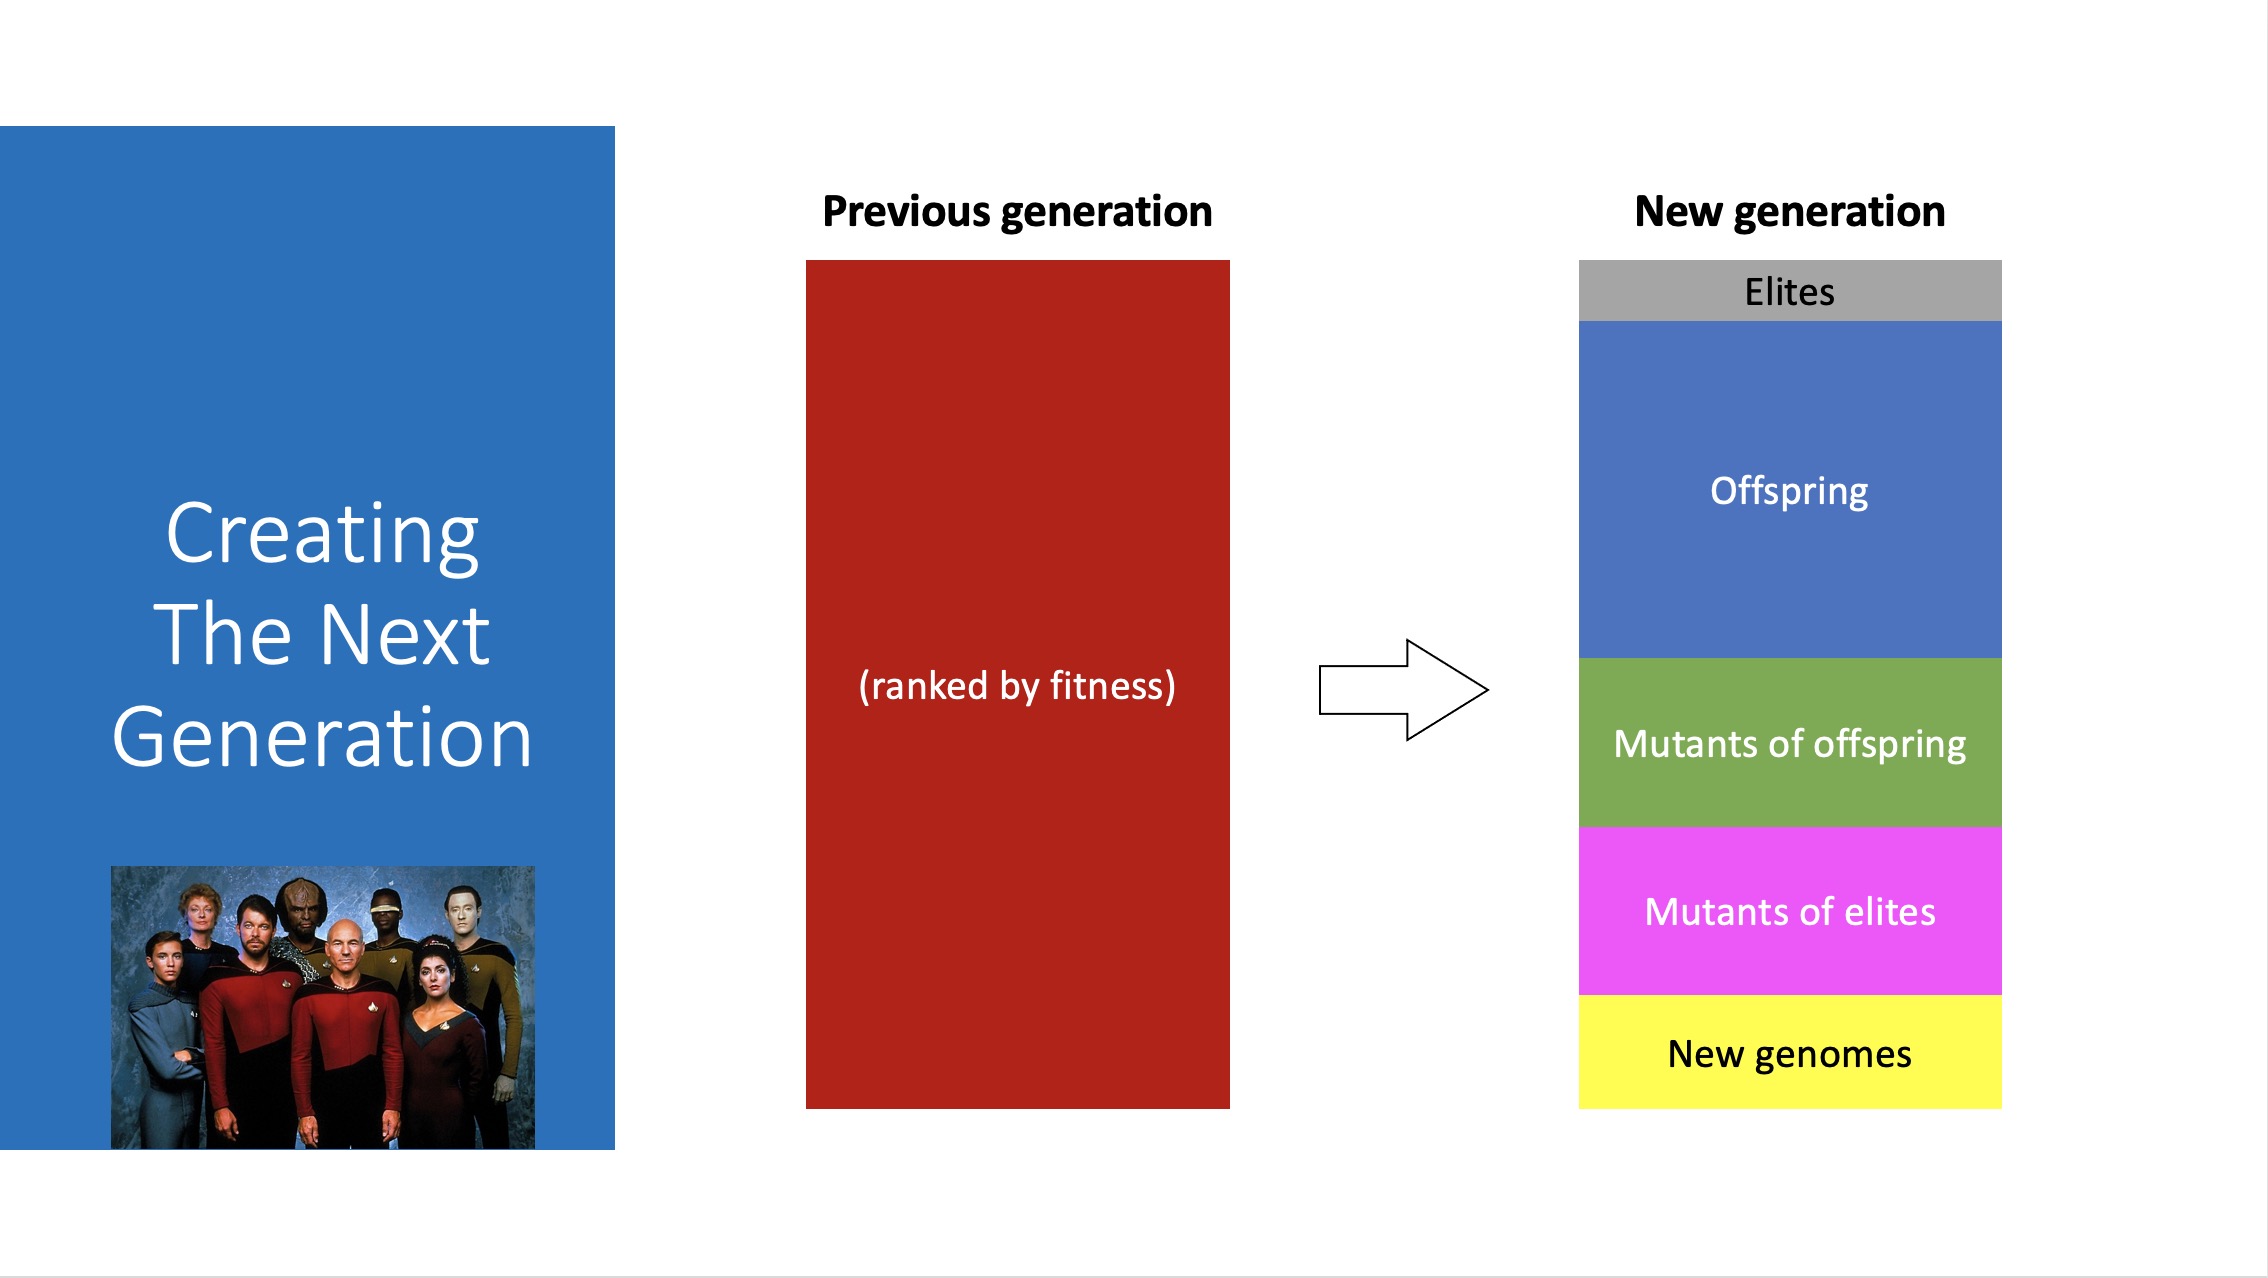 Creating
The Next
Generation
Previous generation
(ranked by fitness)
New generation
Elites
Offspring
Mutants of offspring
Mutants of elites
New genomes